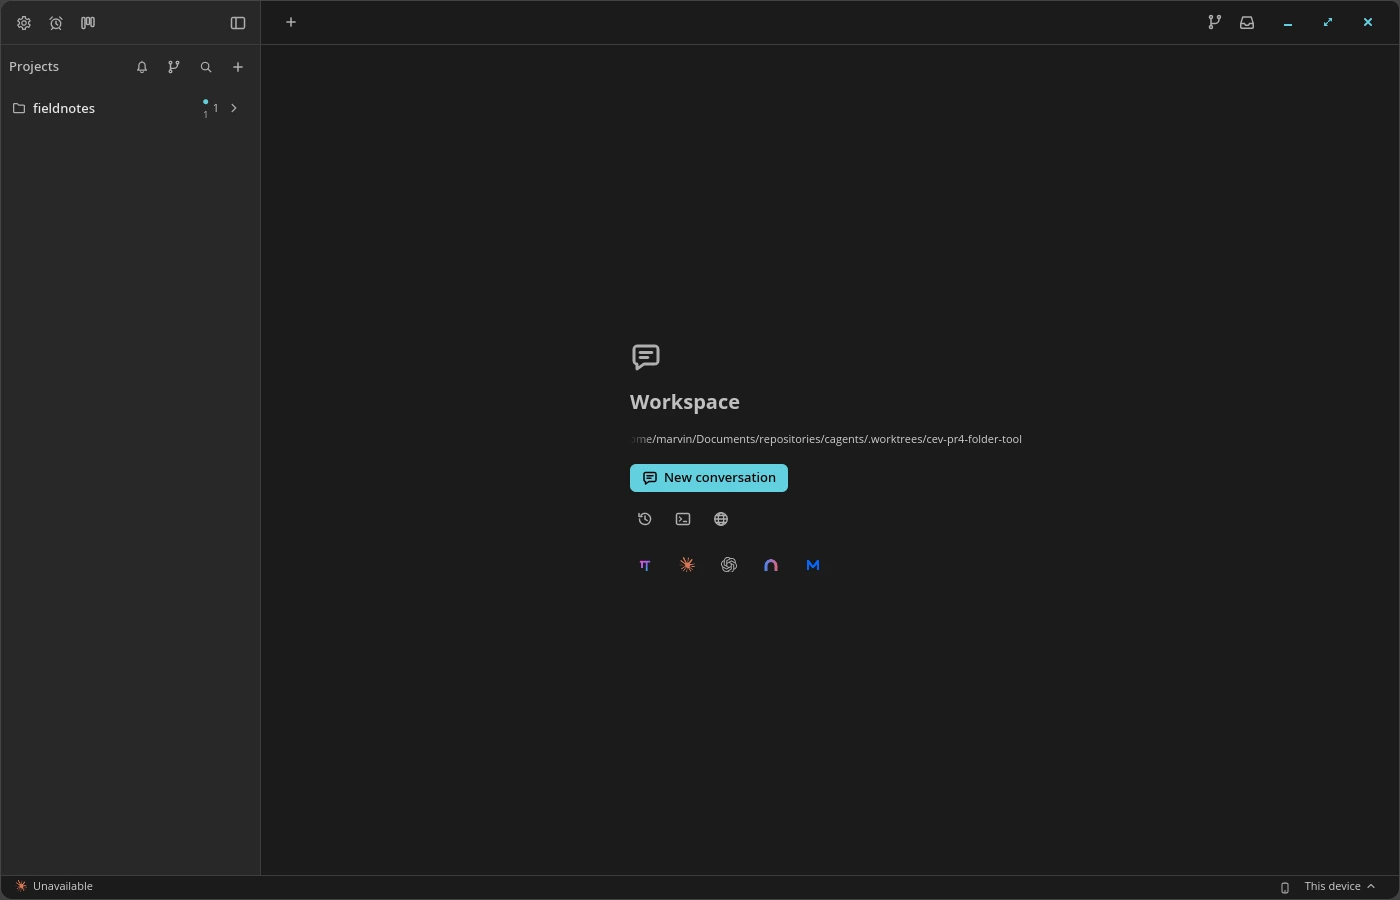 Projects
fieldnotes
1
1
Workspace
me/marvin/Documents/repositories/cagents/.worktrees/cev-pr4-folder-tool
New conversation
Unavailable
This device